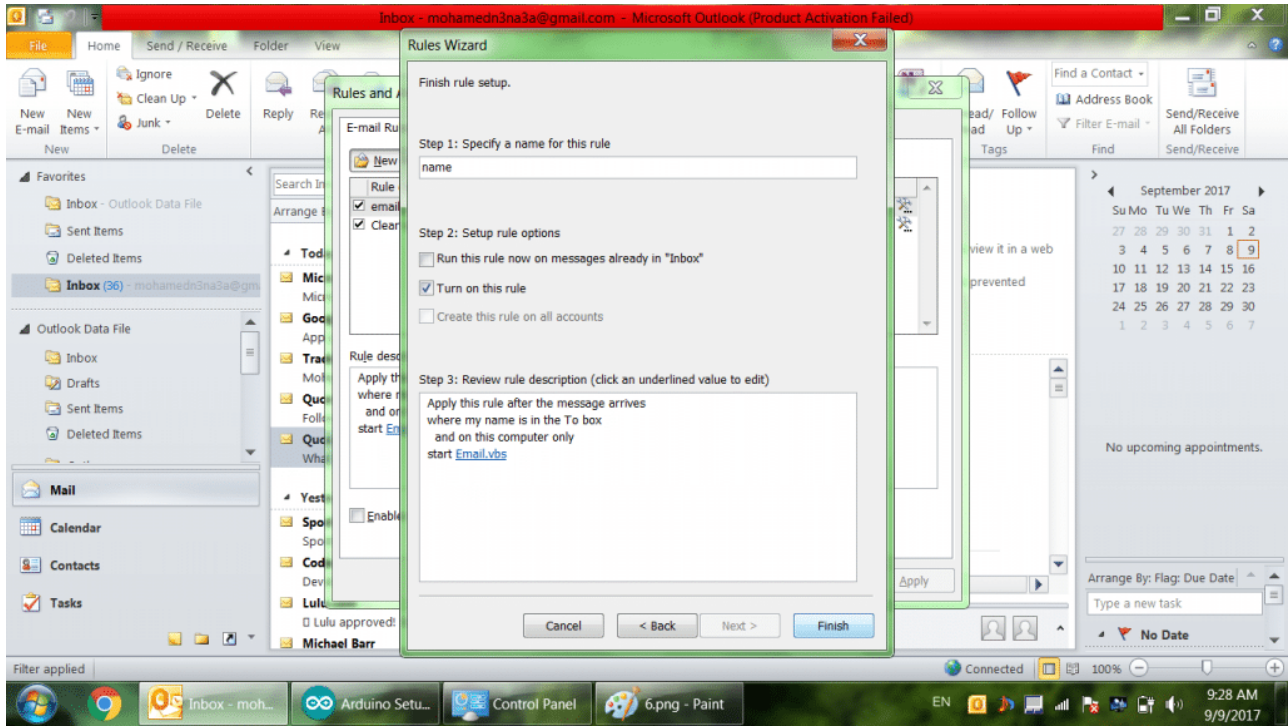 Inbox - mohamedn3na3a@gmail.com - Microsoft Outlook (Product Activation Failed)
File Home Send / Receive Folder View
New E-mail
New Items
New
Ignore
Clean Up
Junk
Delete
Delete
Reply
Follow Up
Tags
Find a Contact
Address Book
Filter E-mail
Find
Send/Receive All Folders
Send/Receive
Favorites
Inbox - Outlook Data File
Sent Items
Deleted Items
Inbox (36) - mohamedn3na3a@gm
Outlook Data File
Inbox
Drafts
Sent Items
Deleted Items
Mail
Calendar
Contacts
Tasks
Search In
Arrange
Michael Barr
Lulu approved!
Rules and
E-mail Ru
New
Rule
email
Clear
Rule desc
Apply th
where
and on
start
Enable
Apply
Rules Wizard
Finish rule setup.
Step 1: Specify a name for this rule
name
Step 2: Setup rule options
Run this rule now on messages already in "Inbox"
Turn on this rule
Create this rule on all accounts
Step 3: Review rule description (click an underlined value to edit)
Apply this rule after the message arrives
where my name is in the To box
and on this computer only
start Email.vbs
Cancel < Back Next > Finish
view it in a web
prevented
September 2017
Su Mo Tu We Th Fr Sa
27 28 29 30 31 1 2
3 4 5 6 7 8 9
10 11 12 13 14 15 16
17 18 19 20 21 22 23
24 25 26 27 28 29 30
1 2 3 4 5 6 7
No upcoming appointments.
Arrange By: Flag: Due Date
Type a new task
No Date
Filter applied
Connected 100%
Inbox - moh...
Arduino Setu...
Control Panel
6.png - Paint
EN
9:28 AM
9/9/2017